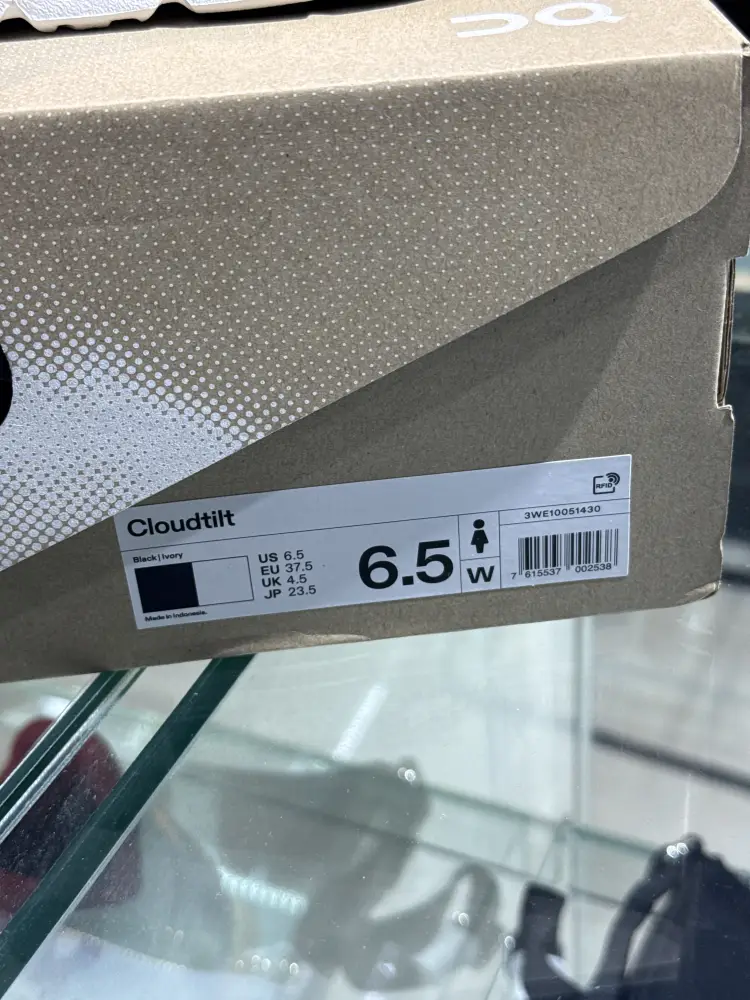 On
Cloudtilt
RFID
Black | Ivory
US 6.5
EU 37.5
UK 4.5
JP 23.5
6.5
W
3WE10051430
7 615537 002538
Made in Indonesia.